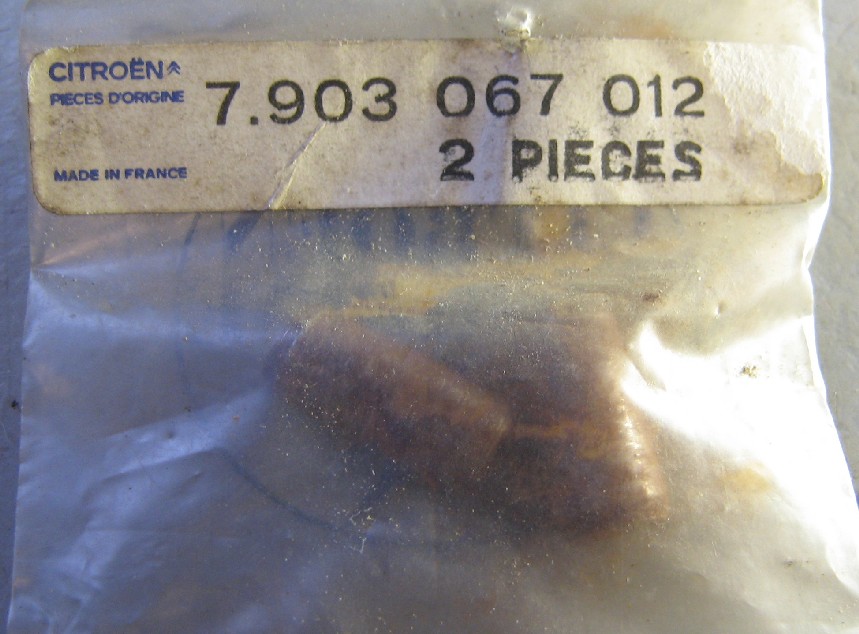 CITROËN
PIECES D'ORIGINE
7.903 067 012
2 PIECES
MADE IN FRANCE